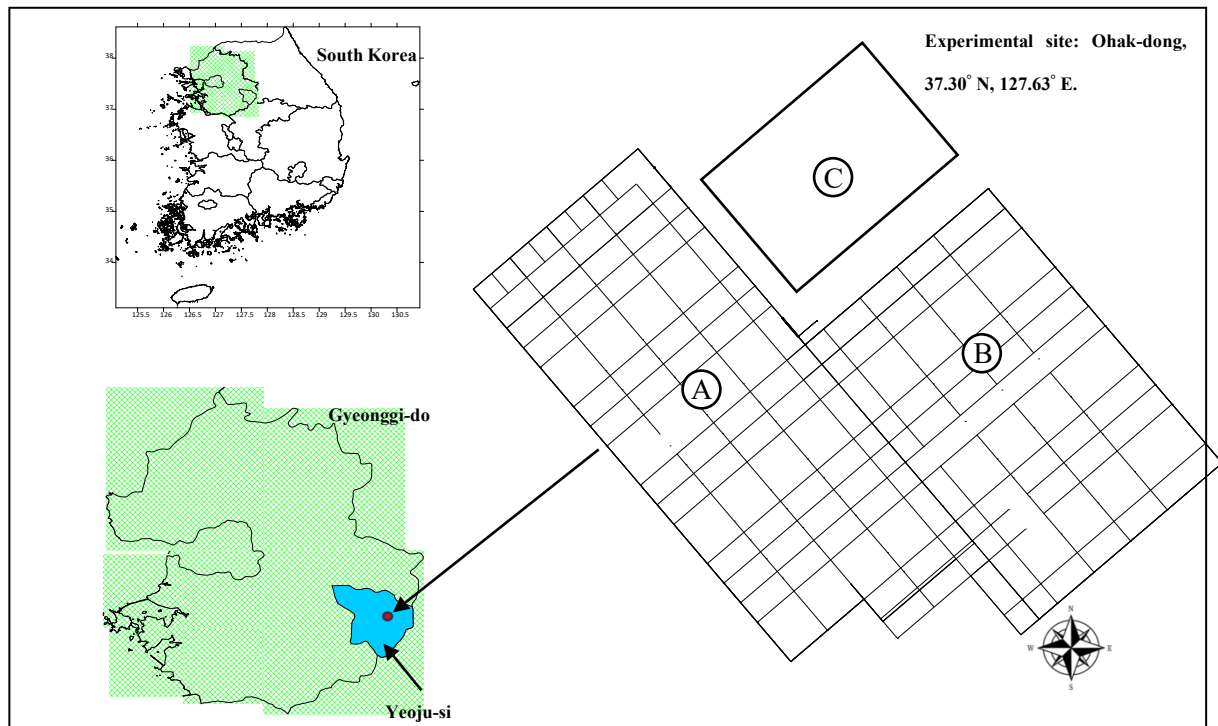 South Korea
38
37
36
35
34
125.5 126 126.5 127 127.5 128 128.5 129 129.5 130 130.5
Experimental site: Ohak-dong,
37.30° N, 127.63° E.
C
B
A
Gyeonggi-do
Yeoju-si
N
W E
S